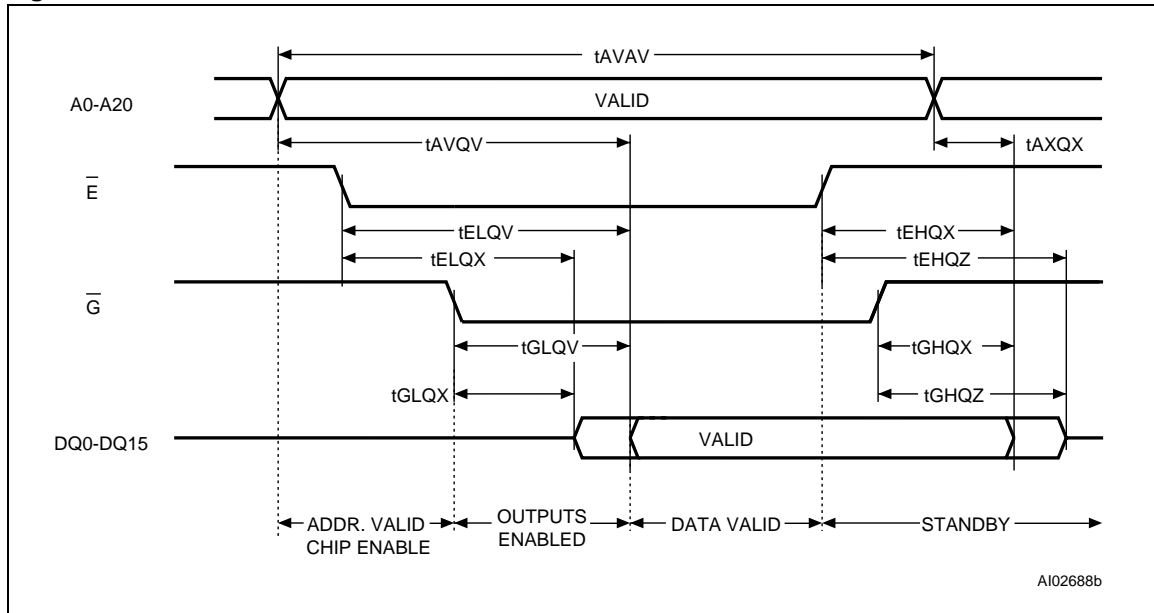 tAVAV
A0-A20
VALID
tAVQV
tAXQX
E
tELQV
tEHQX
tELQX
tEHQZ
G
tGLQV
tGHQX
tGLQX
tGHQZ
DQ0-DQ15
VALID
ADDR. VALID
CHIP ENABLE
OUTPUTS
ENABLED
DATA VALID
STANDBY
AI02688b